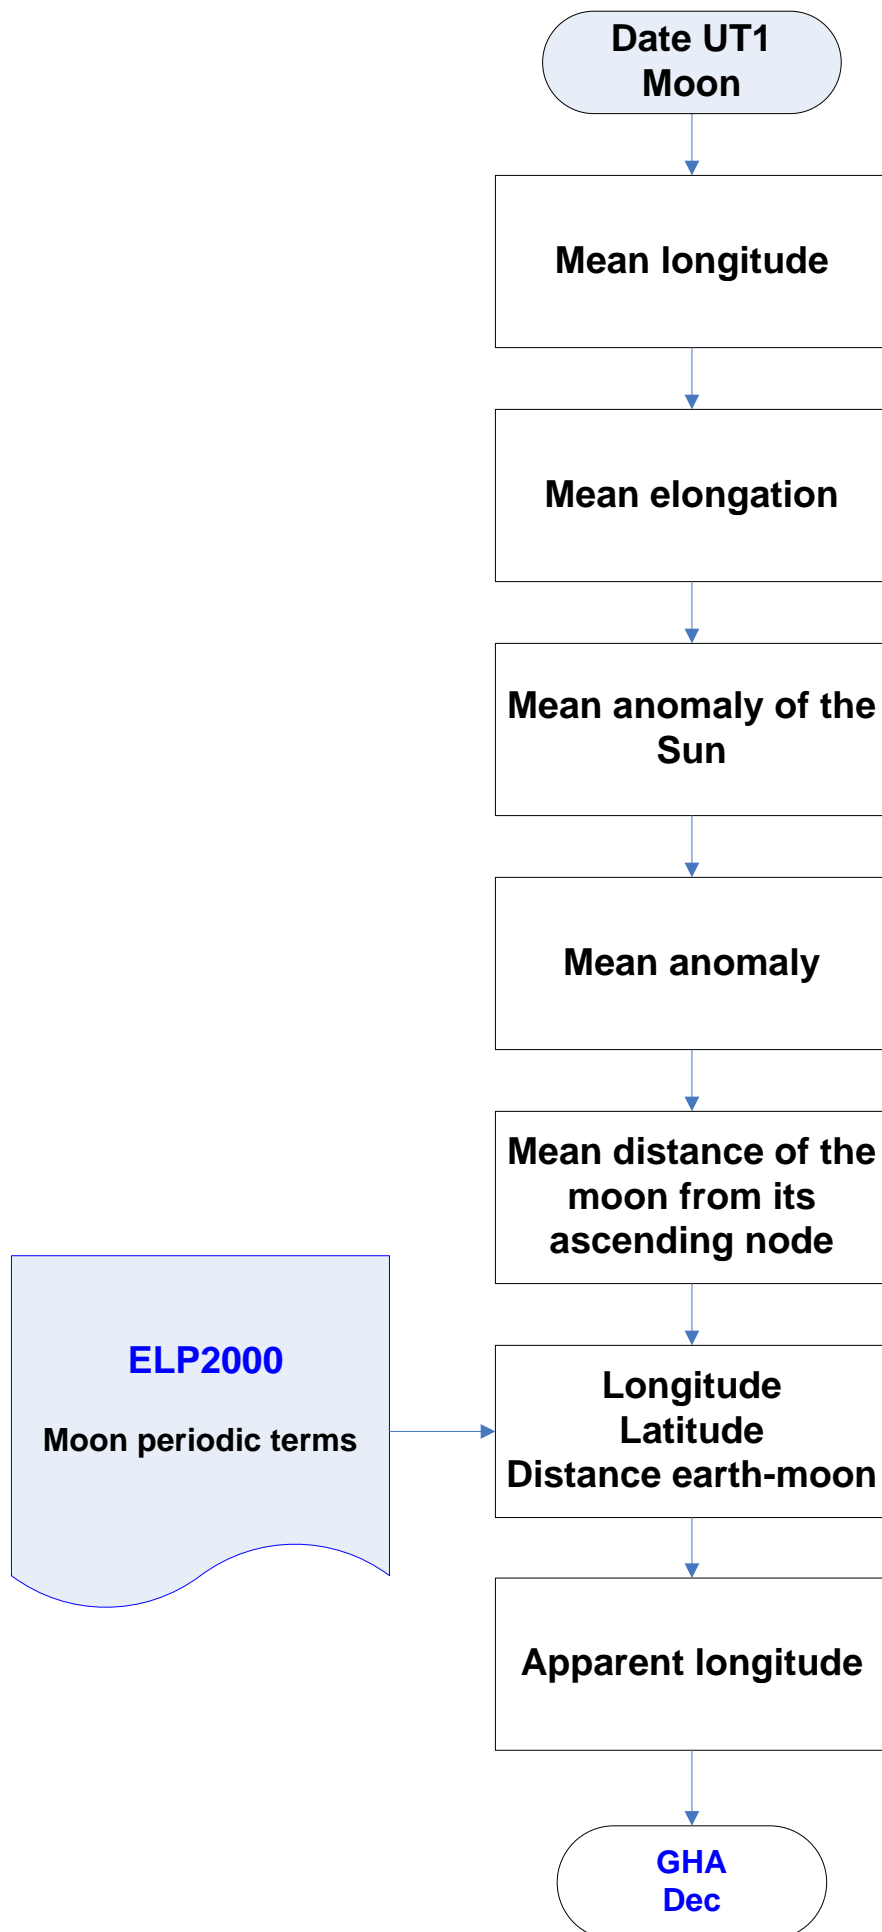 Date UT1
Moon
Mean longitude
Mean elongation
Mean anomaly of the
Sun
Mean anomaly
Mean distance of the
moon from its
ascending node
ELP2000
Moon periodic terms
Longitude
Latitude
Distance earth-moon
Apparent longitude
GHA
Dec